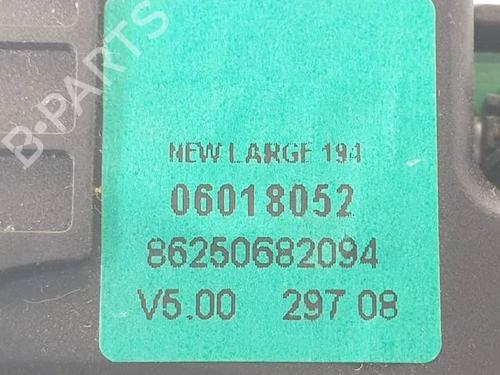 B-PARTS
NEW LARGE 194
06018052
86250682094
V5.00 297 08